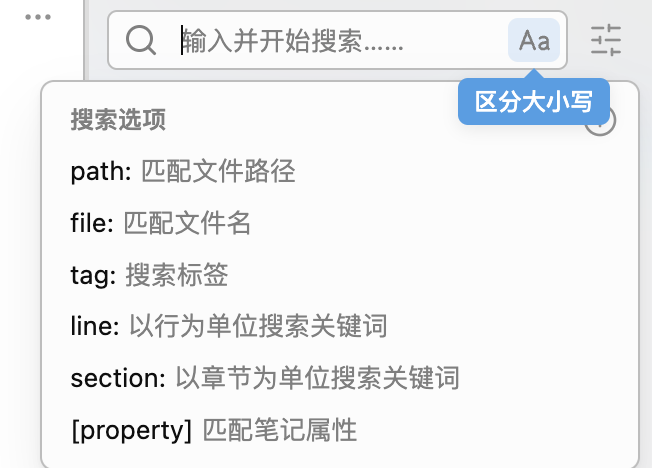 输入并开始搜索…… Aa
区分大小写
搜索选项
path: 匹配文件路径
file: 匹配文件名
tag: 搜索标签
line: 以行为单位搜索关键词
section: 以章节为单位搜索关键词
[property] 匹配笔记属性